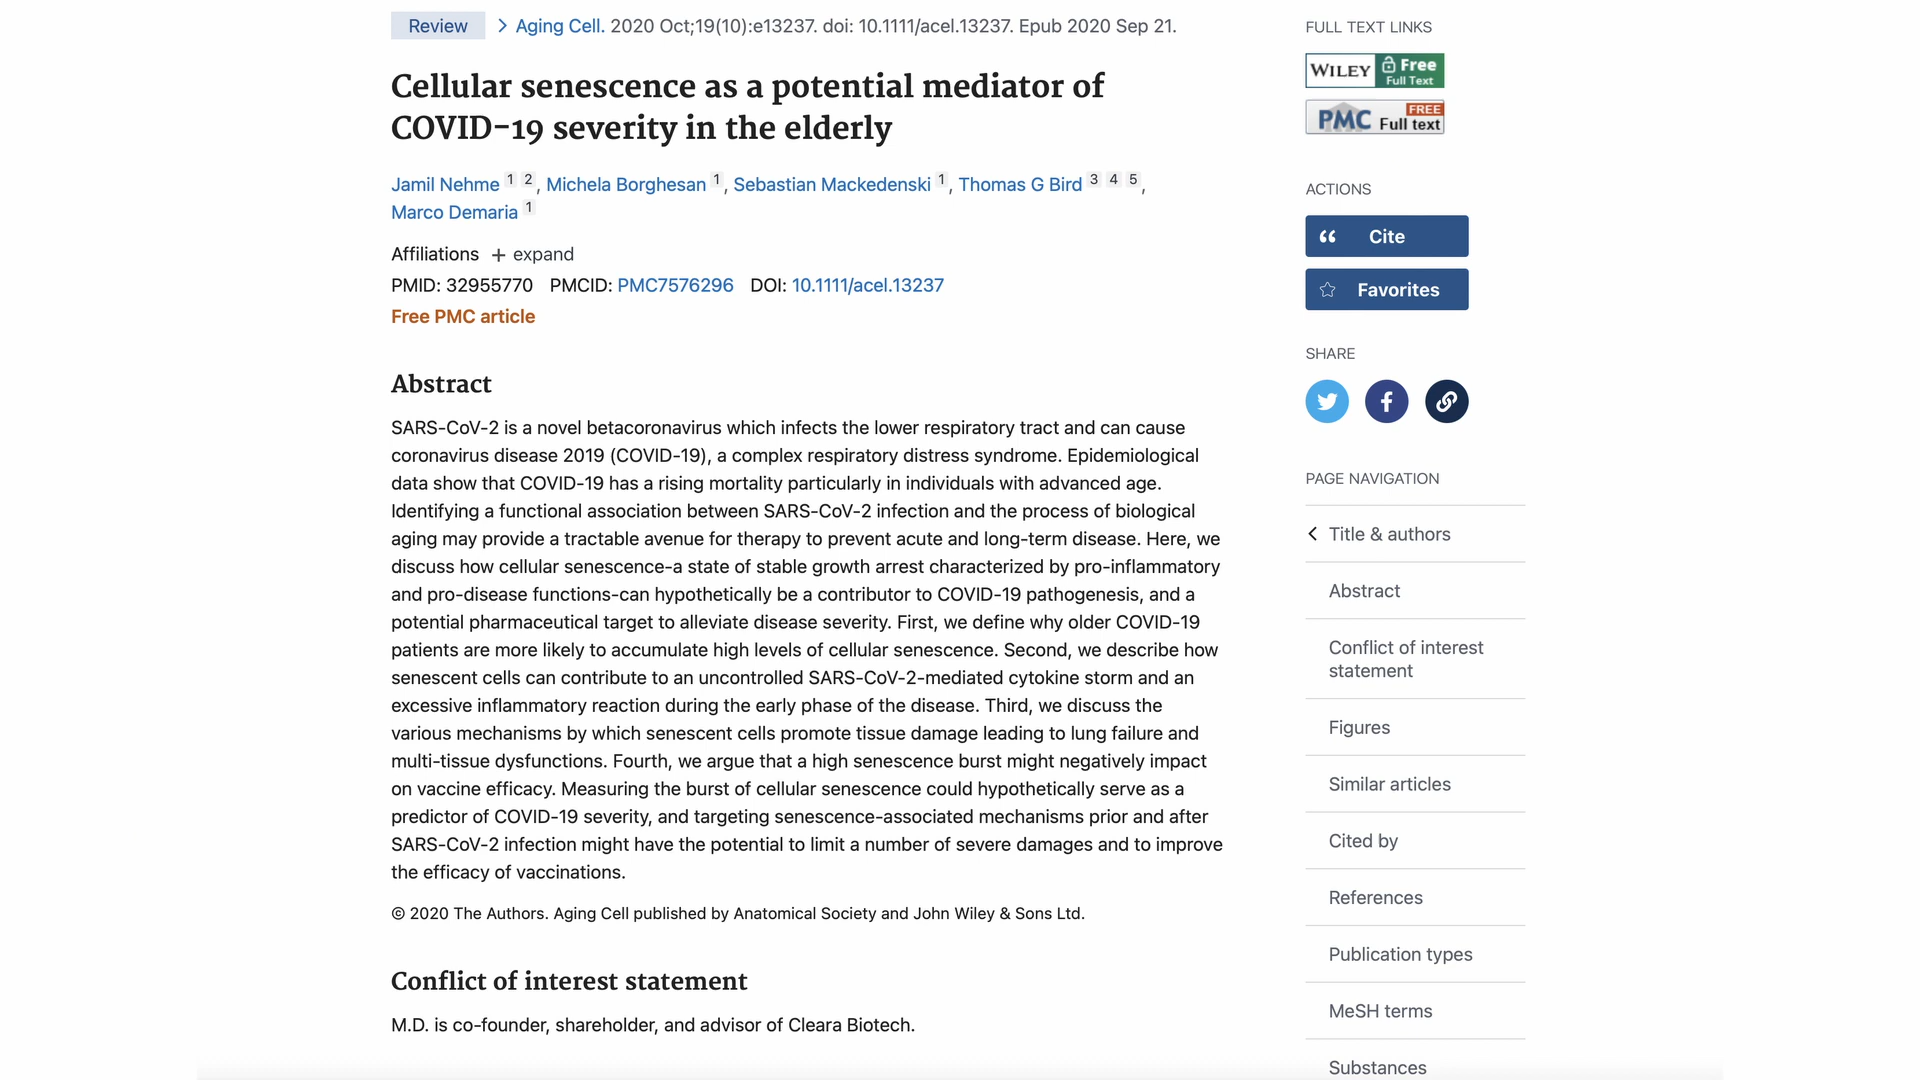 Review
Aging Cell. 2020 Oct;19(10):e13237. doi: 10.1111/acel.13237. Epub 2020 Sep 21.
Cellular senescence as a potential mediator of
COVID-19 severity in the elderly
Jamil Nehme 1 2, Michela Borghesan 1, Sebastian Mackedenski 1, Thomas G Bird 3 4 5,
Marco Demaria 1
Affiliations + expand
PMID: 32955770 PMCID: PMC7576296 DOI: 10.1111/acel.13237
Free PMC article
Abstract
SARS-CoV-2 is a novel betacoronavirus which infects the lower respiratory tract and can cause
coronavirus disease 2019 (COVID-19), a complex respiratory distress syndrome. Epidemiological
data show that COVID-19 has a rising mortality particularly in individuals with advanced age.
Identifying a functional association between SARS-CoV-2 infection and the process of biological
aging may provide a tractable avenue for therapy to prevent acute and long-term disease. Here, we
discuss how cellular senescence-a state of stable growth arrest characterized by pro-inflammatory
and pro-disease functions-can hypothetically be a contributor to COVID-19 pathogenesis, and a
potential pharmaceutical target to alleviate disease severity. First, we define why older COVID-19
patients are more likely to accumulate high levels of cellular senescence. Second, we describe how
senescent cells can contribute to an uncontrolled SARS-CoV-2-mediated cytokine storm and an
excessive inflammatory reaction during the early phase of the disease. Third, we discuss the
various mechanisms by which senescent cells promote tissue damage leading to lung failure and
multi-tissue dysfunctions. Fourth, we argue that a high senescence burst might negatively impact
on vaccine efficacy. Measuring the burst of cellular senescence could hypothetically serve as a
predictor of COVID-19 severity, and targeting senescence-associated mechanisms prior and after
SARS-CoV-2 infection might have the potential to limit a number of severe damages and to improve
the efficacy of vaccinations.
© 2020 The Authors. Aging Cell published by Anatomical Society and John Wiley & Sons Ltd.
Conflict of interest statement
M.D. is co-founder, shareholder, and advisor of Cleara Biotech.
FULL TEXT LINKS
WILEY Free
Full Text
PMC FREE
Full text
ACTIONS
Cite
Favorites
SHARE
PAGE NAVIGATION
Title & authors
Abstract
Conflict of interest
statement
Figures
Similar articles
Cited by
References
Publication types
MeSH terms
Substances